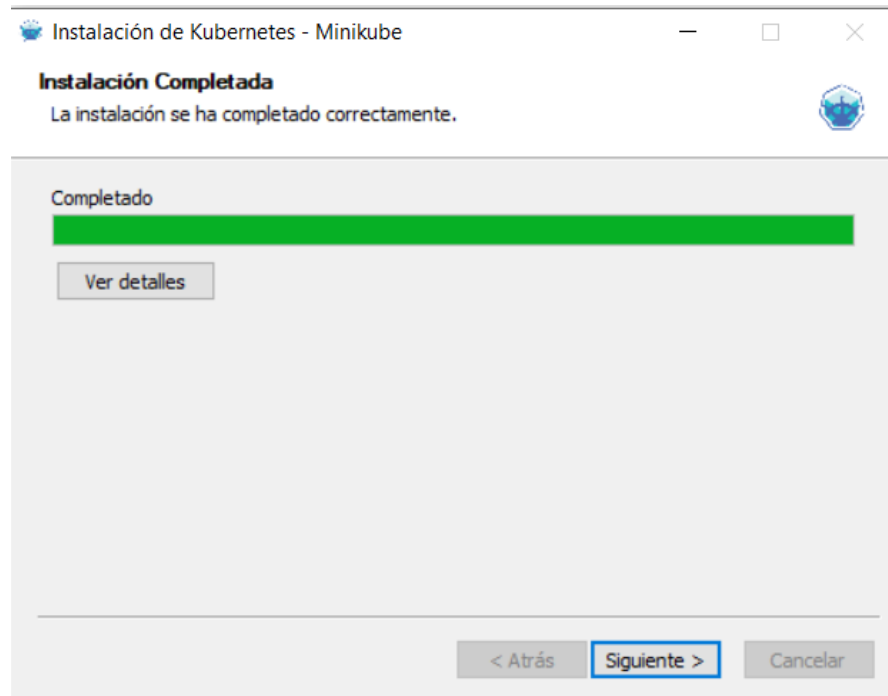 Instalación de Kubernetes - Minikube
Instalación Completada
La instalación se ha completado correctamente.
Completado
Ver detalles
< Atrás
Siguiente >
Cancelar